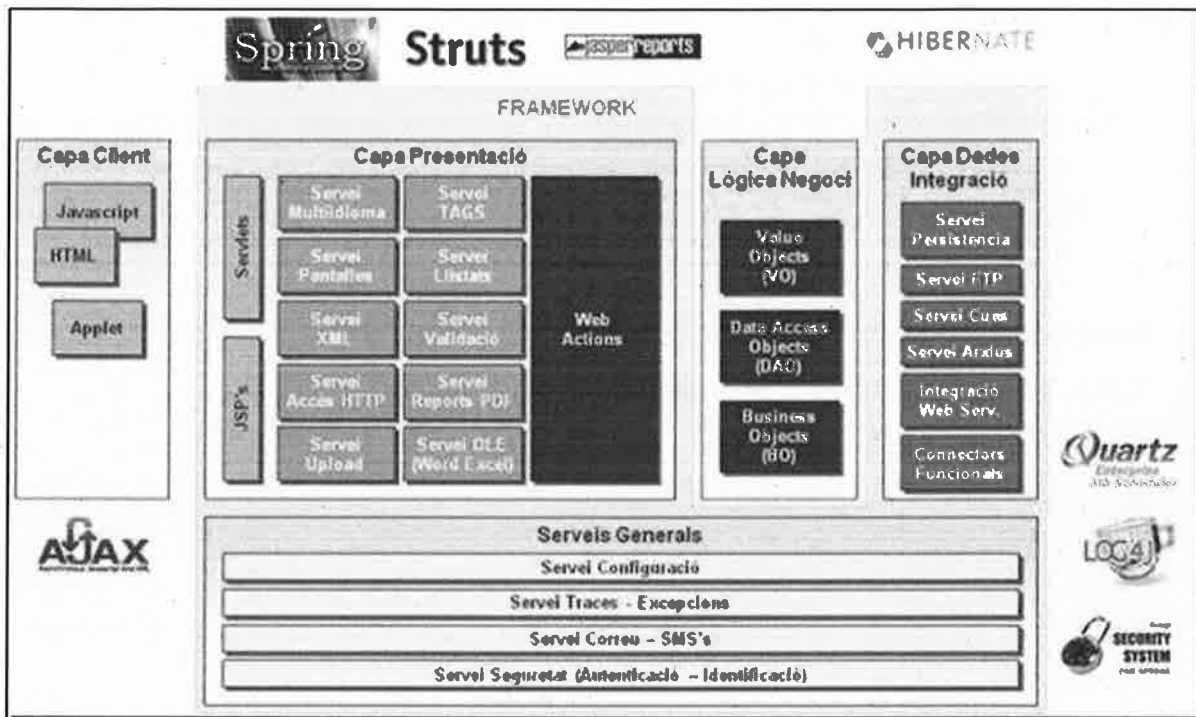 Spring
Struts
jasperreports
HIBERNATE
FRAMEWORK
Capa Client
Javascript
HTML
Applet
Capa Presentació
Servlets
JSP's
Servei
Multiidioma
Servei
TAGS
Servei
Pantalles
Servei
Llistats
Servei
XML
Servei
Validació
Servei
Accés HTTP
Servei
Reports PDF
Servei
Upload
Servei OLE
(Word Excel)
Web
Actions
Capa
Lógica Negoci
Value
Objects
(VO)
Data Access
Objects
(DAO)
Business
Objects
(BO)
Capa Dades
Integració
Servei
Persistencia
Servei FTP
Servei Cues
Servei Arxius
Integració
Web Serv.
Connectors
Funcionals
Quartz
Enterprise
Job Scheduler
AJAX
LOG4J
SECURITY
SYSTEM
Serveis Generals
Servei Configuració
Servei Traces - Excepcions
Servei Correu – SMS's
Servei Seguretat (Autenticació – Identificació)